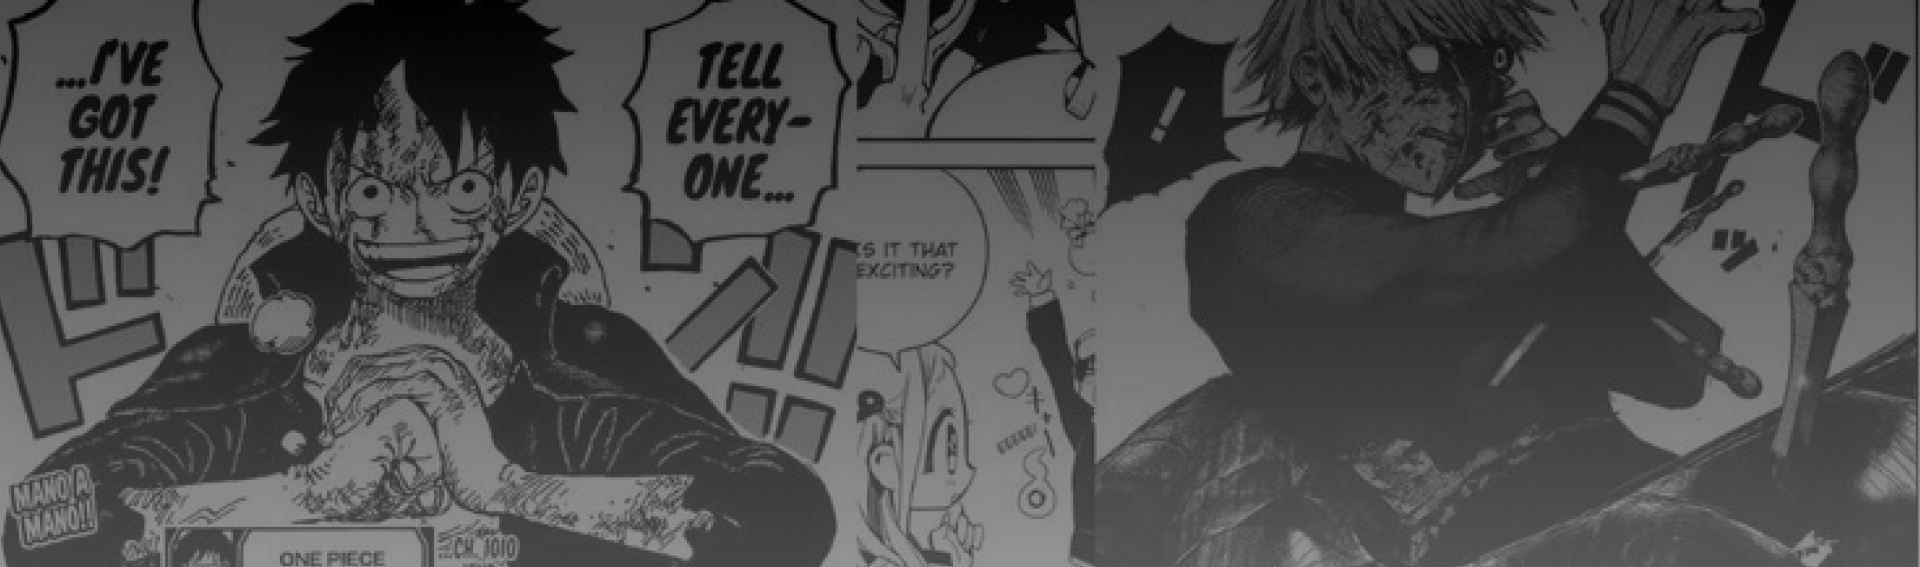 ...I'VE
GOT
THIS!
TELL
EVERY-
ONE...
!
IS IT THAT
EXCITING?
MANO A
MANO!!
ONE PIECE
CH. 1010